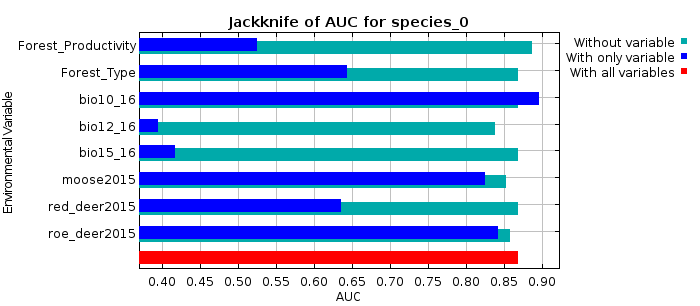 Jackknife of AUC for species_0
Forest_Productivity
Forest_Type
bio10_16
bio12_16
bio15_16
moose2015
red_deer2015
roe_deer2015
Environmental Variable
0.40 0.45 0.50 0.55 0.60 0.65 0.70 0.75 0.80 0.85 0.90
AUC
Without variable
With only variable
With all variables